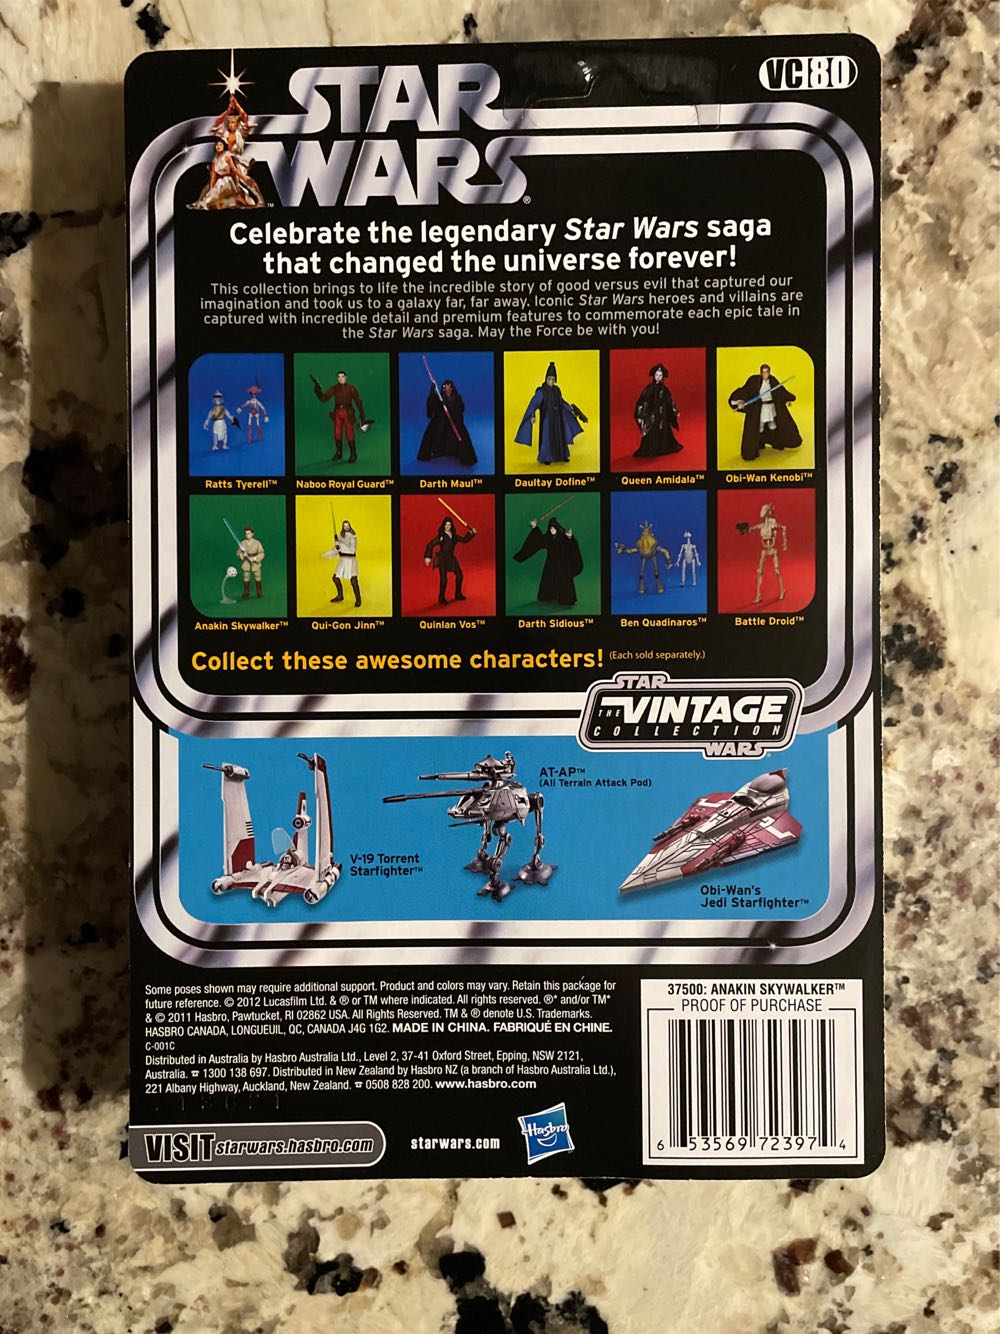 STAR
WARS®
™
VC80
Celebrate the legendary Star Wars saga
that changed the universe forever!
This collection brings to life the incredible story of good versus evil that captured our
imagination and took us to a galaxy far, far away. Iconic Star Wars heroes and villains are
captured with incredible detail and premium features to commemorate each epic tale in
the Star Wars saga. May the Force be with you!
Ratts Tyerell™ Naboo Royal Guard™ Darth Maul™ Daultay Dofine™ Queen Amidala™ Obi-Wan Kenobi™
Anakin Skywalker™ Qui-Gon Jinn™ Quinlan Vos™ Darth Sidious™ Ben Quadinaros™ Battle Droid™
Collect these awesome characters! (Each sold separately.)
STAR
THE VINTAGE
COLLECTION
WARS®
AT-AP™
(All Terrain Attack Pod)
V-19 Torrent
Starfighter™
Obi-Wan's
Jedi Starfighter™
Some poses shown may require additional support. Product and colors may vary. Retain this package for
future reference. © 2012 Lucasfilm Ltd. & ® or TM where indicated. All rights reserved. ®* and/or TM*
& © 2011 Hasbro, Pawtucket, RI 02862 USA. All Rights Reserved. TM & ® denote U.S. Trademarks.
HASBRO CANADA, LONGUEUIL, QC, CANADA J4G 1G2. MADE IN CHINA. FABRIQUÉ EN CHINE.
C-001C
Distributed in Australia by Hasbro Australia Ltd., Level 2, 37-41 Oxford Street, Epping, NSW 2121,
Australia. ☎ 1300 138 697. Distributed in New Zealand by Hasbro NZ (a branch of Hasbro Australia Ltd.),
221 Albany Highway, Auckland, New Zealand. ☎ 0508 828 200. www.hasbro.com
VISIT starwars.hasbro.com
starwars.com
Hasbro
37500: ANAKIN SKYWALKER™
PROOF OF PURCHASE
6 53569 72397 4